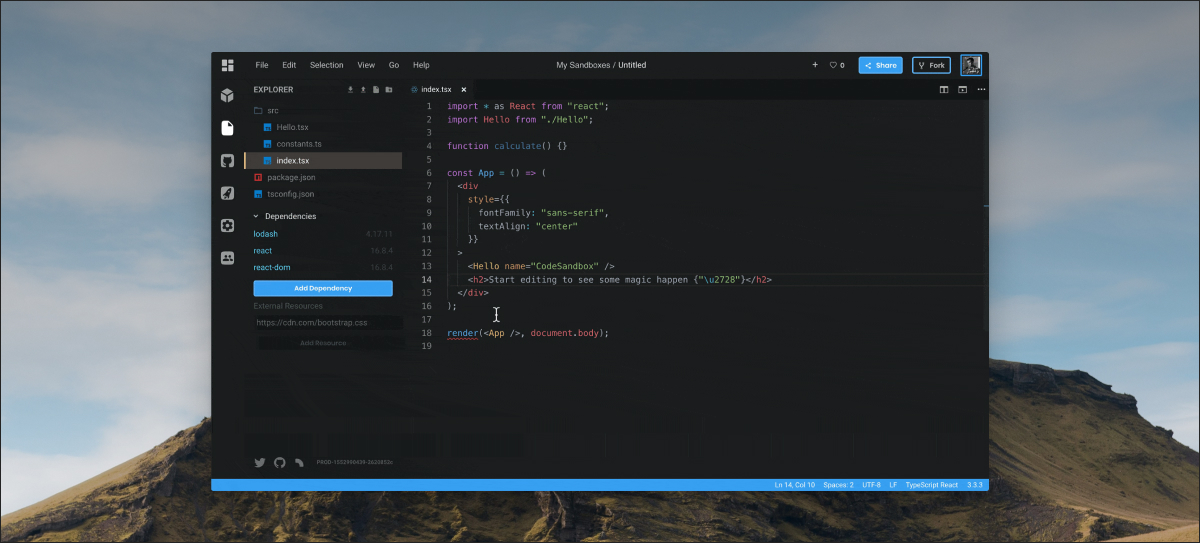 File Edit Selection View Go Help
My Sandboxes / Untitled
+ 0 Share Fork
EXPLORER
src
Hello.tsx
constants.ts
index.tsx
package.json
tsconfig.json
Dependencies
lodash 4.17.11
react 16.8.4
react-dom 16.8.4
Add Dependency
External Resources
https://cdn.com/bootstrap.css
Add Resource
index.tsx ×
1 import * as React from "react";
2 import Hello from "./Hello";
3
4 function calculate() {}
5
6 const App = () => (
7 <div
8 style={{
9 fontFamily: "sans-serif",
10 textAlign: "center"
11 }}
12 >
13 <Hello name="CodeSandbox" />
14 <h2>Start editing to see some magic happen {"\u2728"}</h2>
15 </div>
16 );
17
18 render(<App />, document.body);
19
Ln 14, Col 10 Spaces: 2 UTF-8 LF TypeScript React 3.3.3